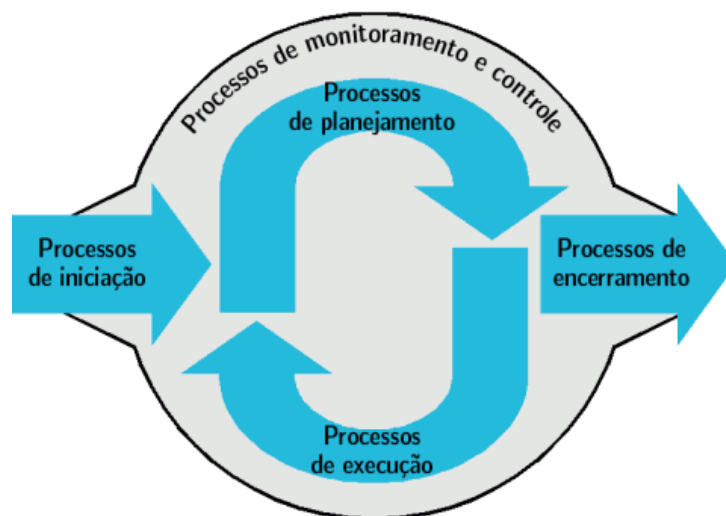 Processos de monitoramento e controle
Processos
de planejamento
Processos
de iniciação
Processos de
encerramento
Processos
de execução